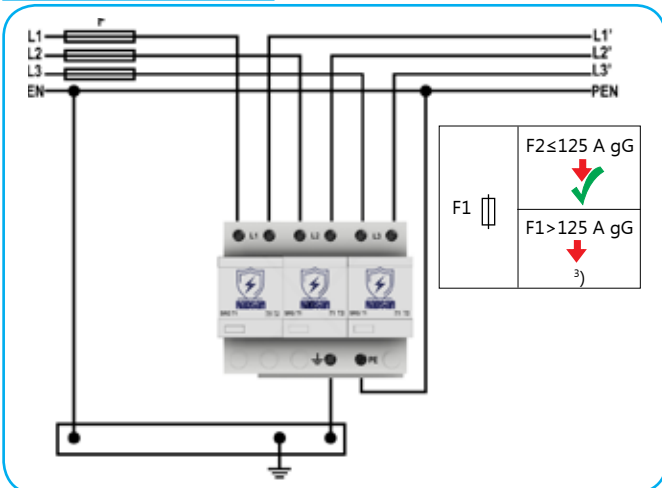 L1
L2
L3
EN
L1'
L2'
L3'
PEN
F1
F2≤125 A gG
F1>125 A gG
3)
L1
L2
L3
PE